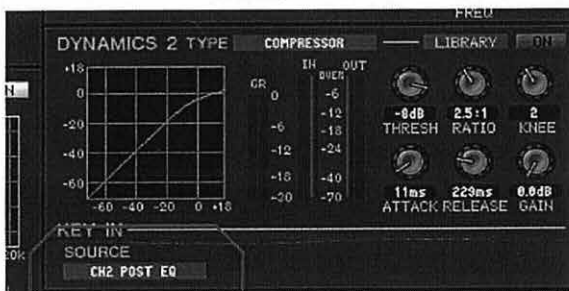 FREQ
DYNAMICS 2 TYPE COMPRESSOR LIBRARY ON
IN OUT
OVER
GR
+18
0
-20
-40
-60
-60 -40 -20 0 +18
0
-6
-12
-18
-20
-6
-12
-18
-24
-40
-70
-8dB 2.5:1 2
THRESH RATIO KNEE
11ms 229ms 0.0dB
ATTACK RELEASE GAIN
KEY IN
SOURCE
CH2 POST EQ
N
20k